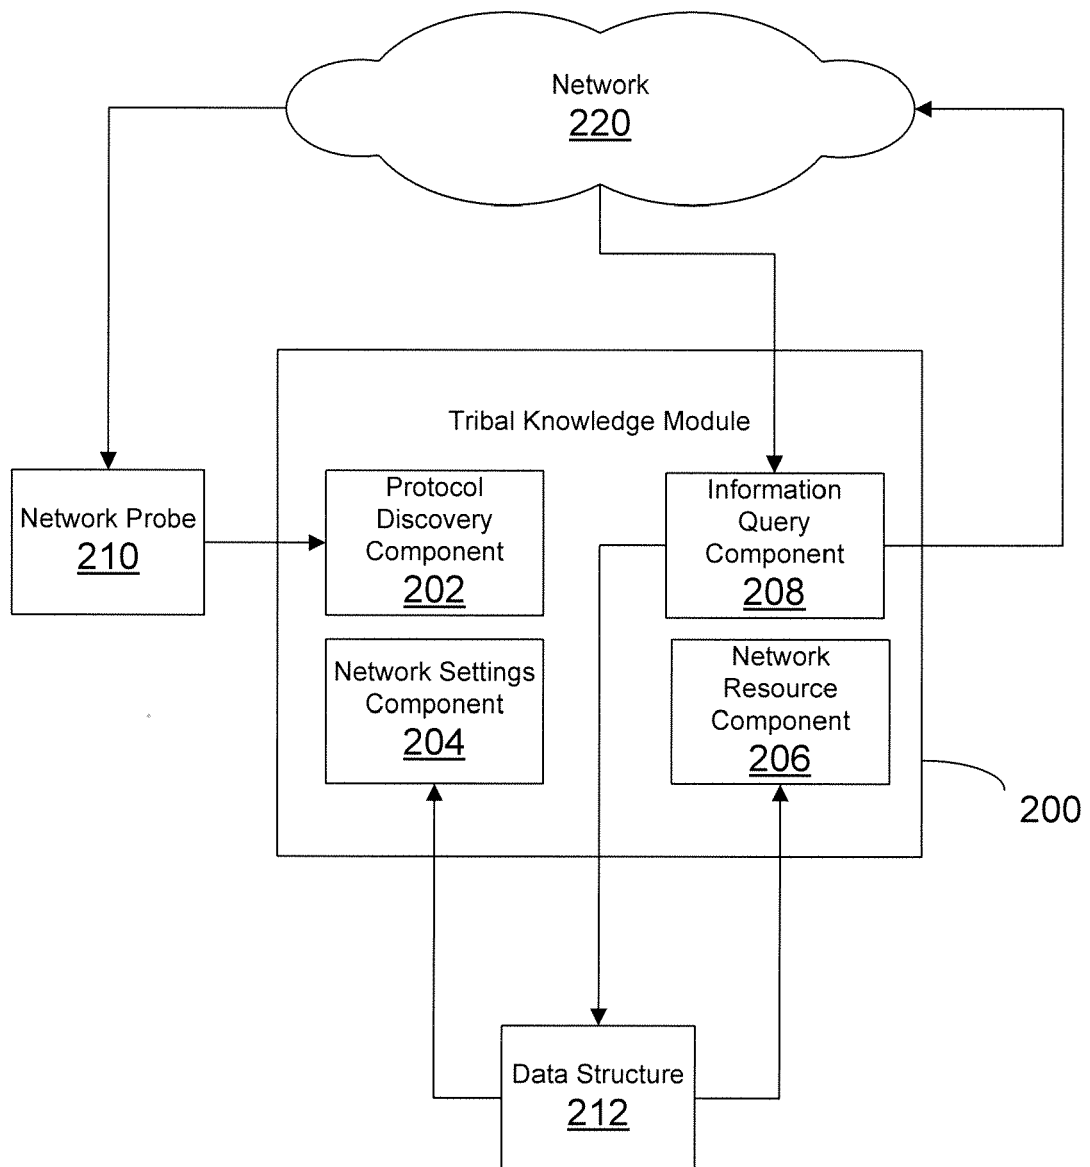 Network
220
Tribal Knowledge Module
Network Probe
210
Protocol
Discovery
Component
202
Information
Query
Component
208
Network Settings
Component
204
Network
Resource
Component
206
200
Data Structure
212